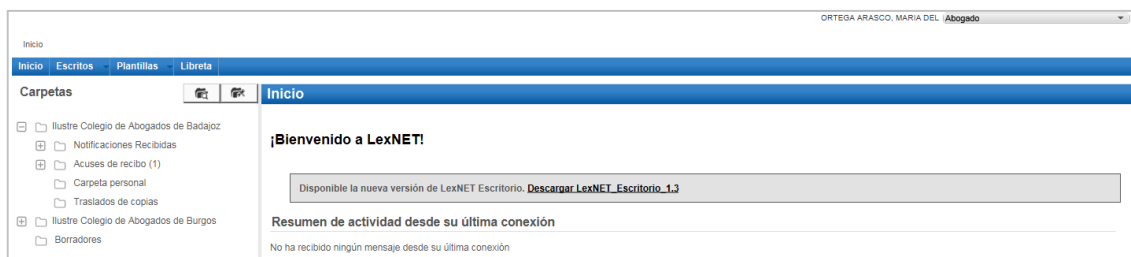 ORTEGA ARASCO, MARIA DEL Abogado
Inicio
Inicio Escritos Plantillas Libreta
Carpetas
Inicio
Ilustre Colegio de Abogados de Badajoz
Notificaciones Recibidas
Acuses de recibo (1)
Carpeta personal
Traslados de copias
Ilustre Colegio de Abogados de Burgos
Borradores
¡Bienvenido a LexNET!
Disponible la nueva versión de LexNET Escritorio. Descargar LexNET_Escritorio_1.3
Resumen de actividad desde su última conexión
No ha recibido ningún mensaje desde su última conexión